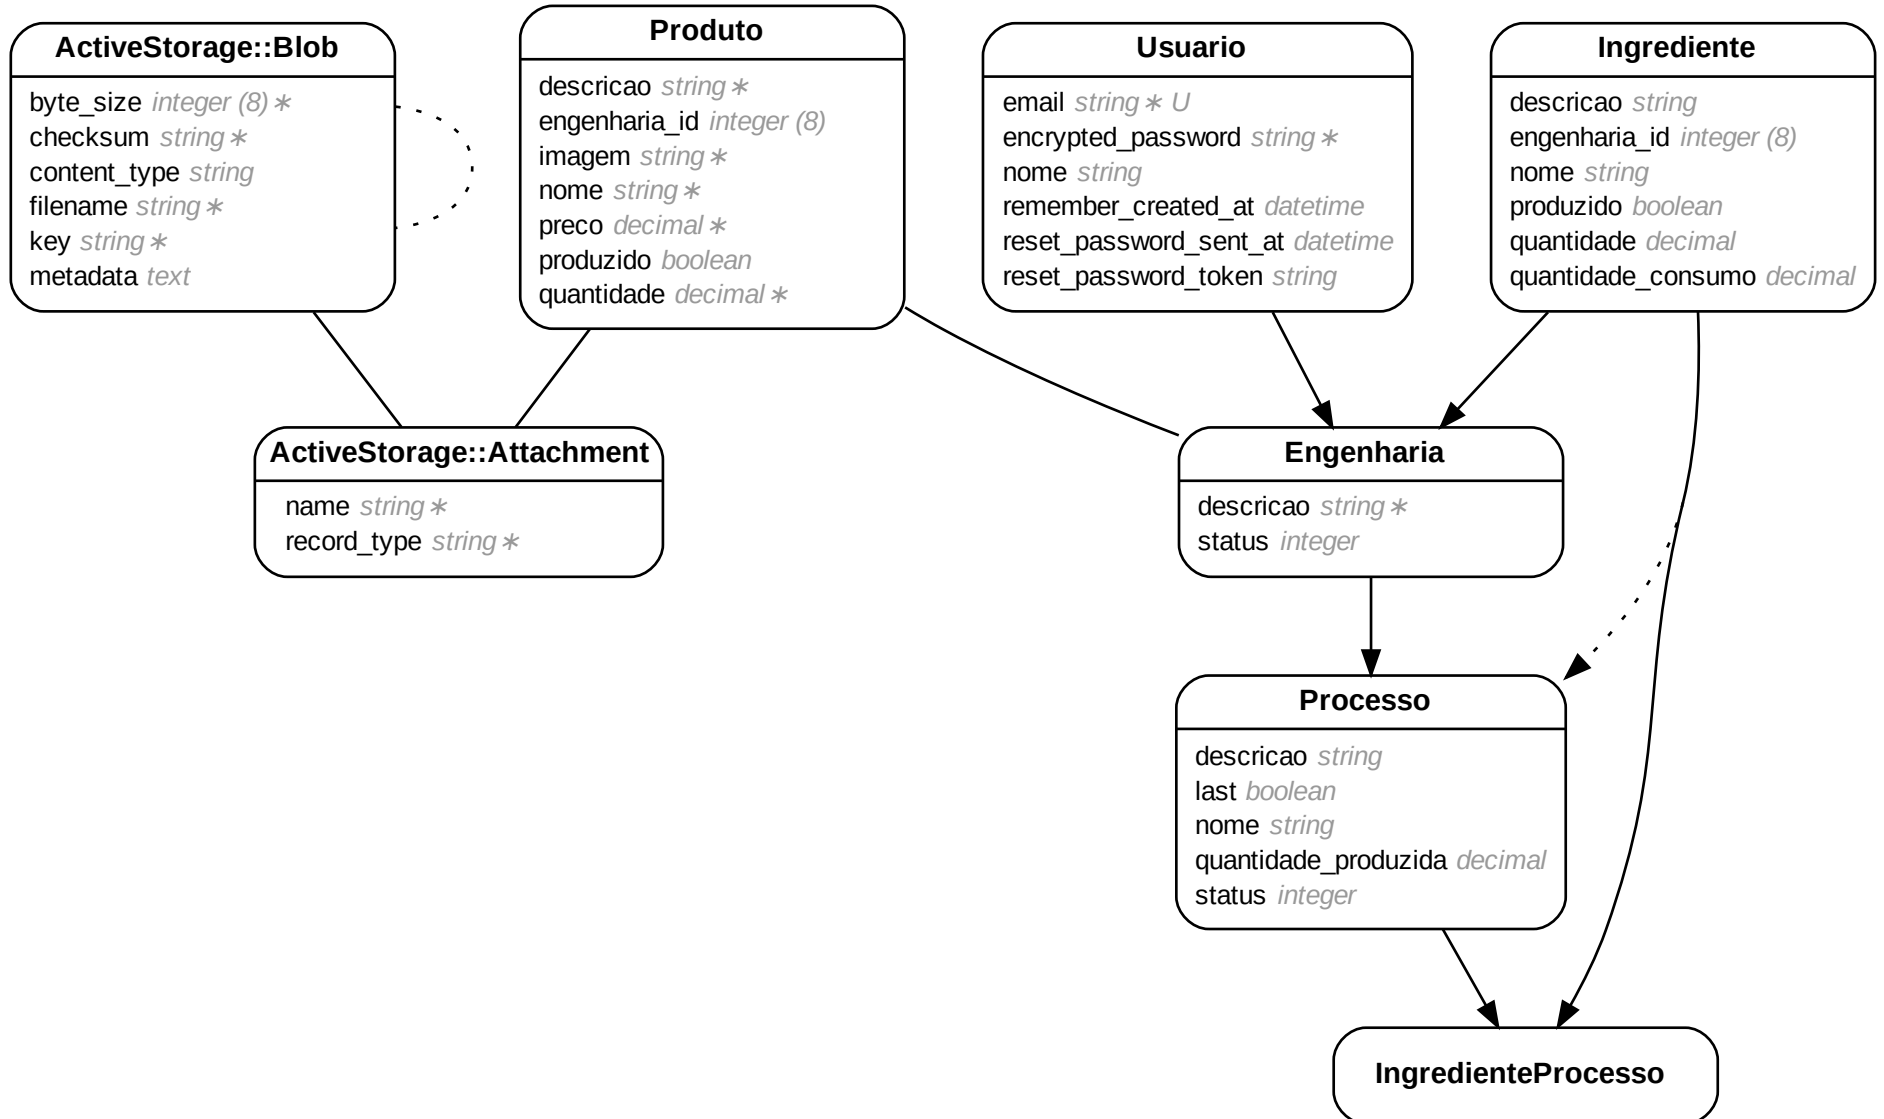 ActiveStorage::Blob
byte_size integer (8) ∗
checksum string ∗
content_type string
filename string ∗
key string ∗
metadata text
Produto
descricao string ∗
engenharia_id integer (8)
imagem string ∗
nome string ∗
preco decimal ∗
produzido boolean
quantidade decimal ∗
Usuario
email string ∗ U
encrypted_password string ∗
nome string
remember_created_at datetime
reset_password_sent_at datetime
reset_password_token string
Ingrediente
descricao string
engenharia_id integer (8)
nome string
produzido boolean
quantidade decimal
quantidade_consumo decimal
ActiveStorage::Attachment
name string ∗
record_type string ∗
Engenharia
descricao string ∗
status integer
Processo
descricao string
last boolean
nome string
quantidade_produzida decimal
status integer
IngredienteProcesso